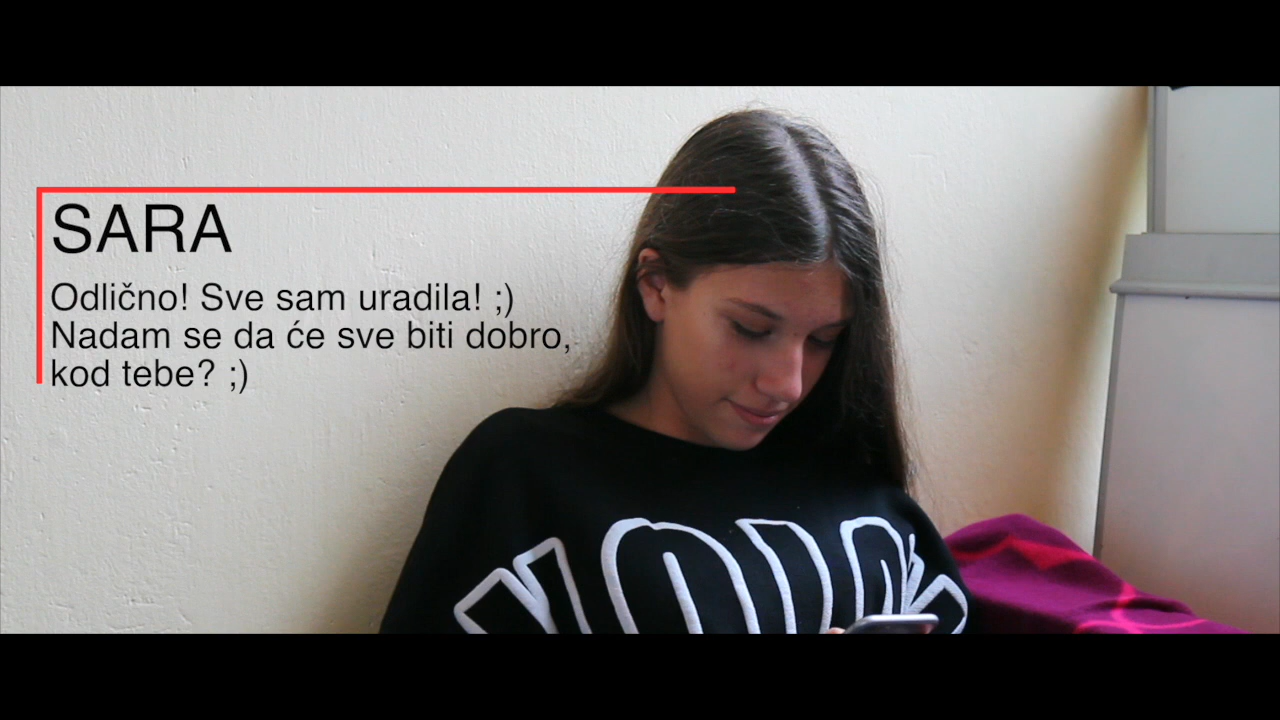 SARA
Odlično! Sve sam uradila! ;)
Nadam se da će sve biti dobro,
kod tebe? ;)